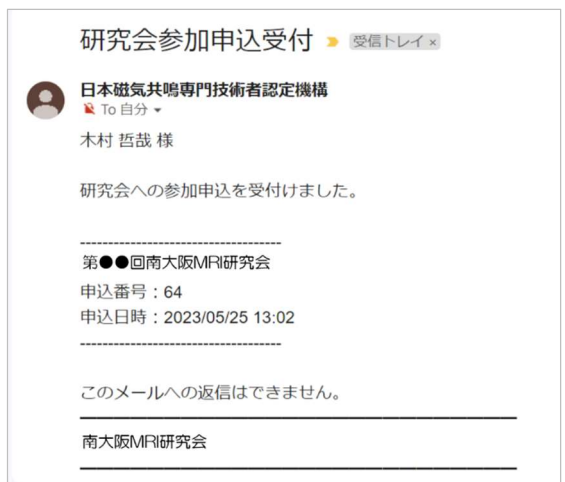 研究会参加申込受付 受信トレイ ×
日本磁気共鳴専門技術者認定機構
To 自分
木村 哲哉 様
研究会への参加申込を受付けました。
-----------------------------------
第●●回南大阪MRI研究会
申込番号：64
申込日時：2023/05/25 13:02
-----------------------------------
このメールへの返信はできません。
南大阪MRI研究会